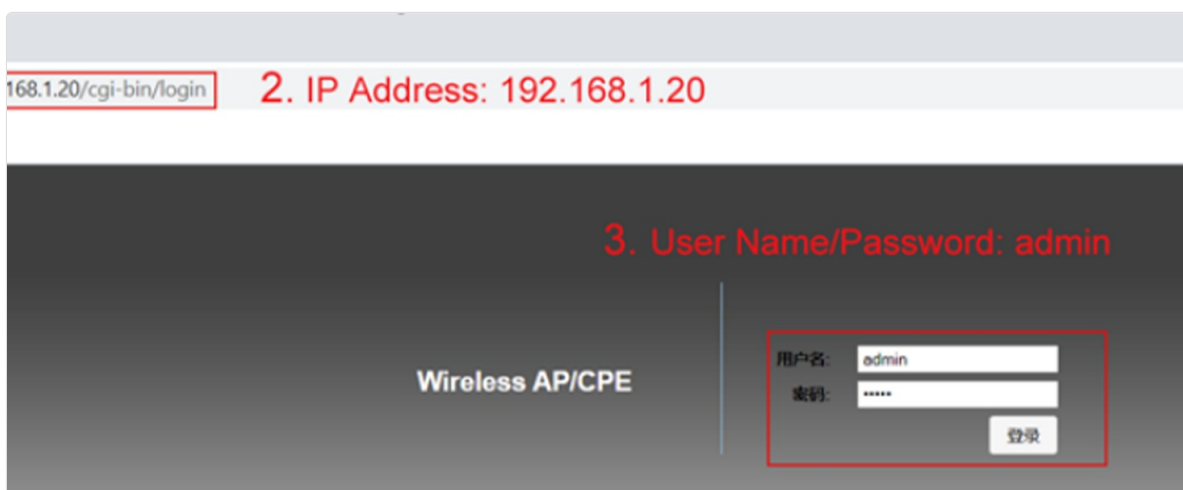 168.1.20/cgi-bin/login
2. IP Address: 192.168.1.20
3. User Name/Password: admin
Wireless AP/CPE
用户名: admin
密码: •••••
登录